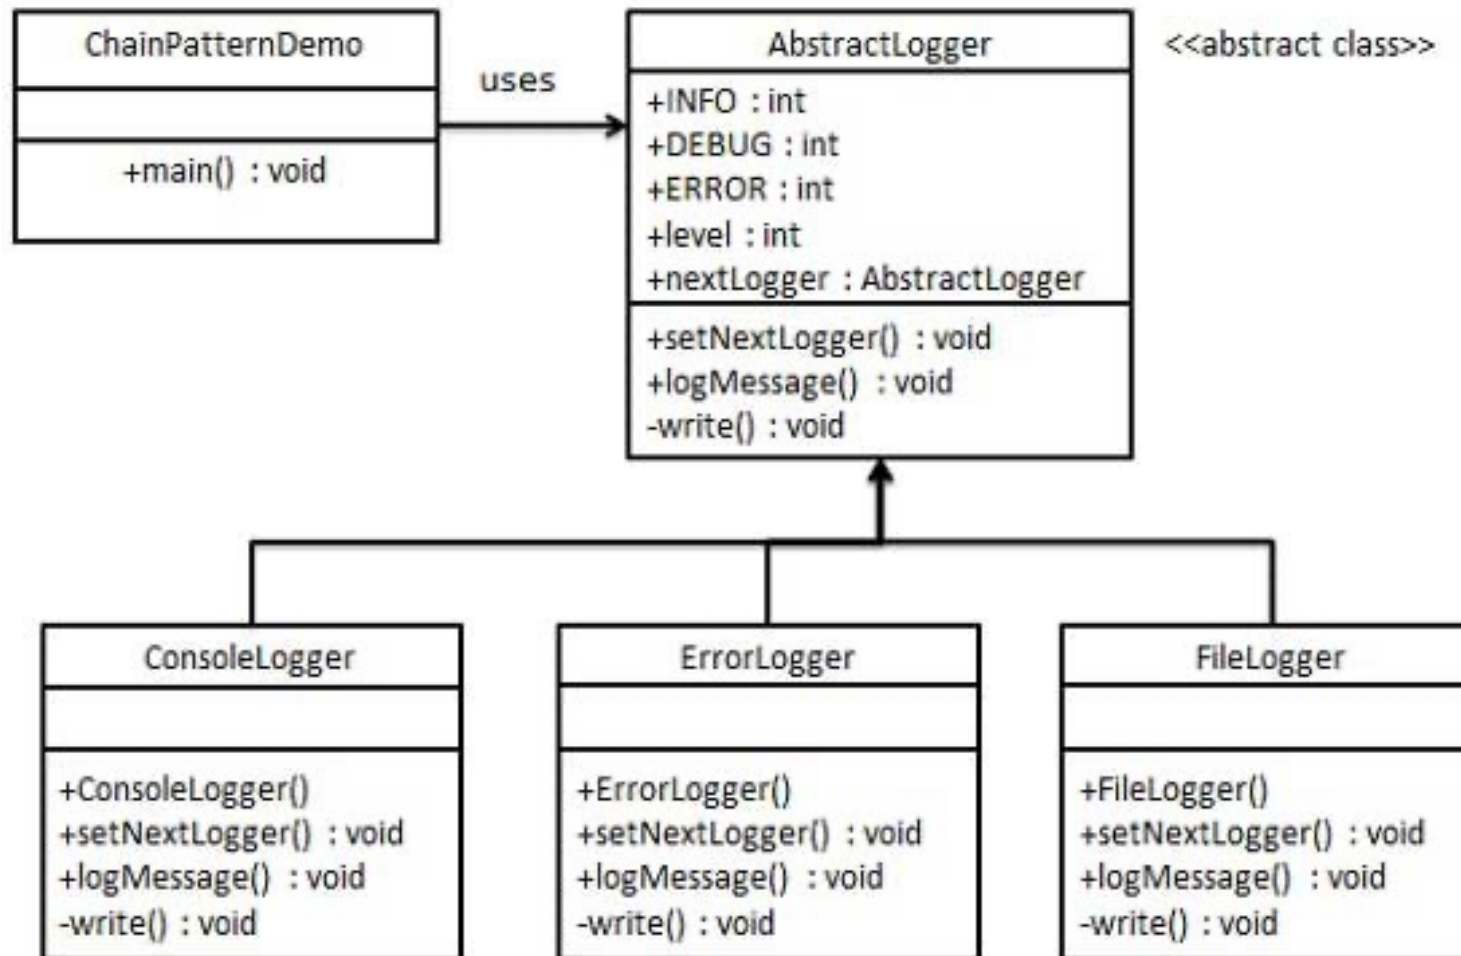 ChainPatternDemo
+main() : void
uses
AbstractLogger
<<abstract class>>
+INFO : int
+DEBUG : int
+ERROR : int
+level : int
+nextLogger : AbstractLogger
+setNextLogger() : void
+logMessage() : void
-write() : void
ConsoleLogger
+ConsoleLogger()
+setNextLogger() : void
+logMessage() : void
-write() : void
ErrorLogger
+ErrorLogger()
+setNextLogger() : void
+logMessage() : void
-write() : void
FileLogger
+FileLogger()
+setNextLogger() : void
+logMessage() : void
-write() : void